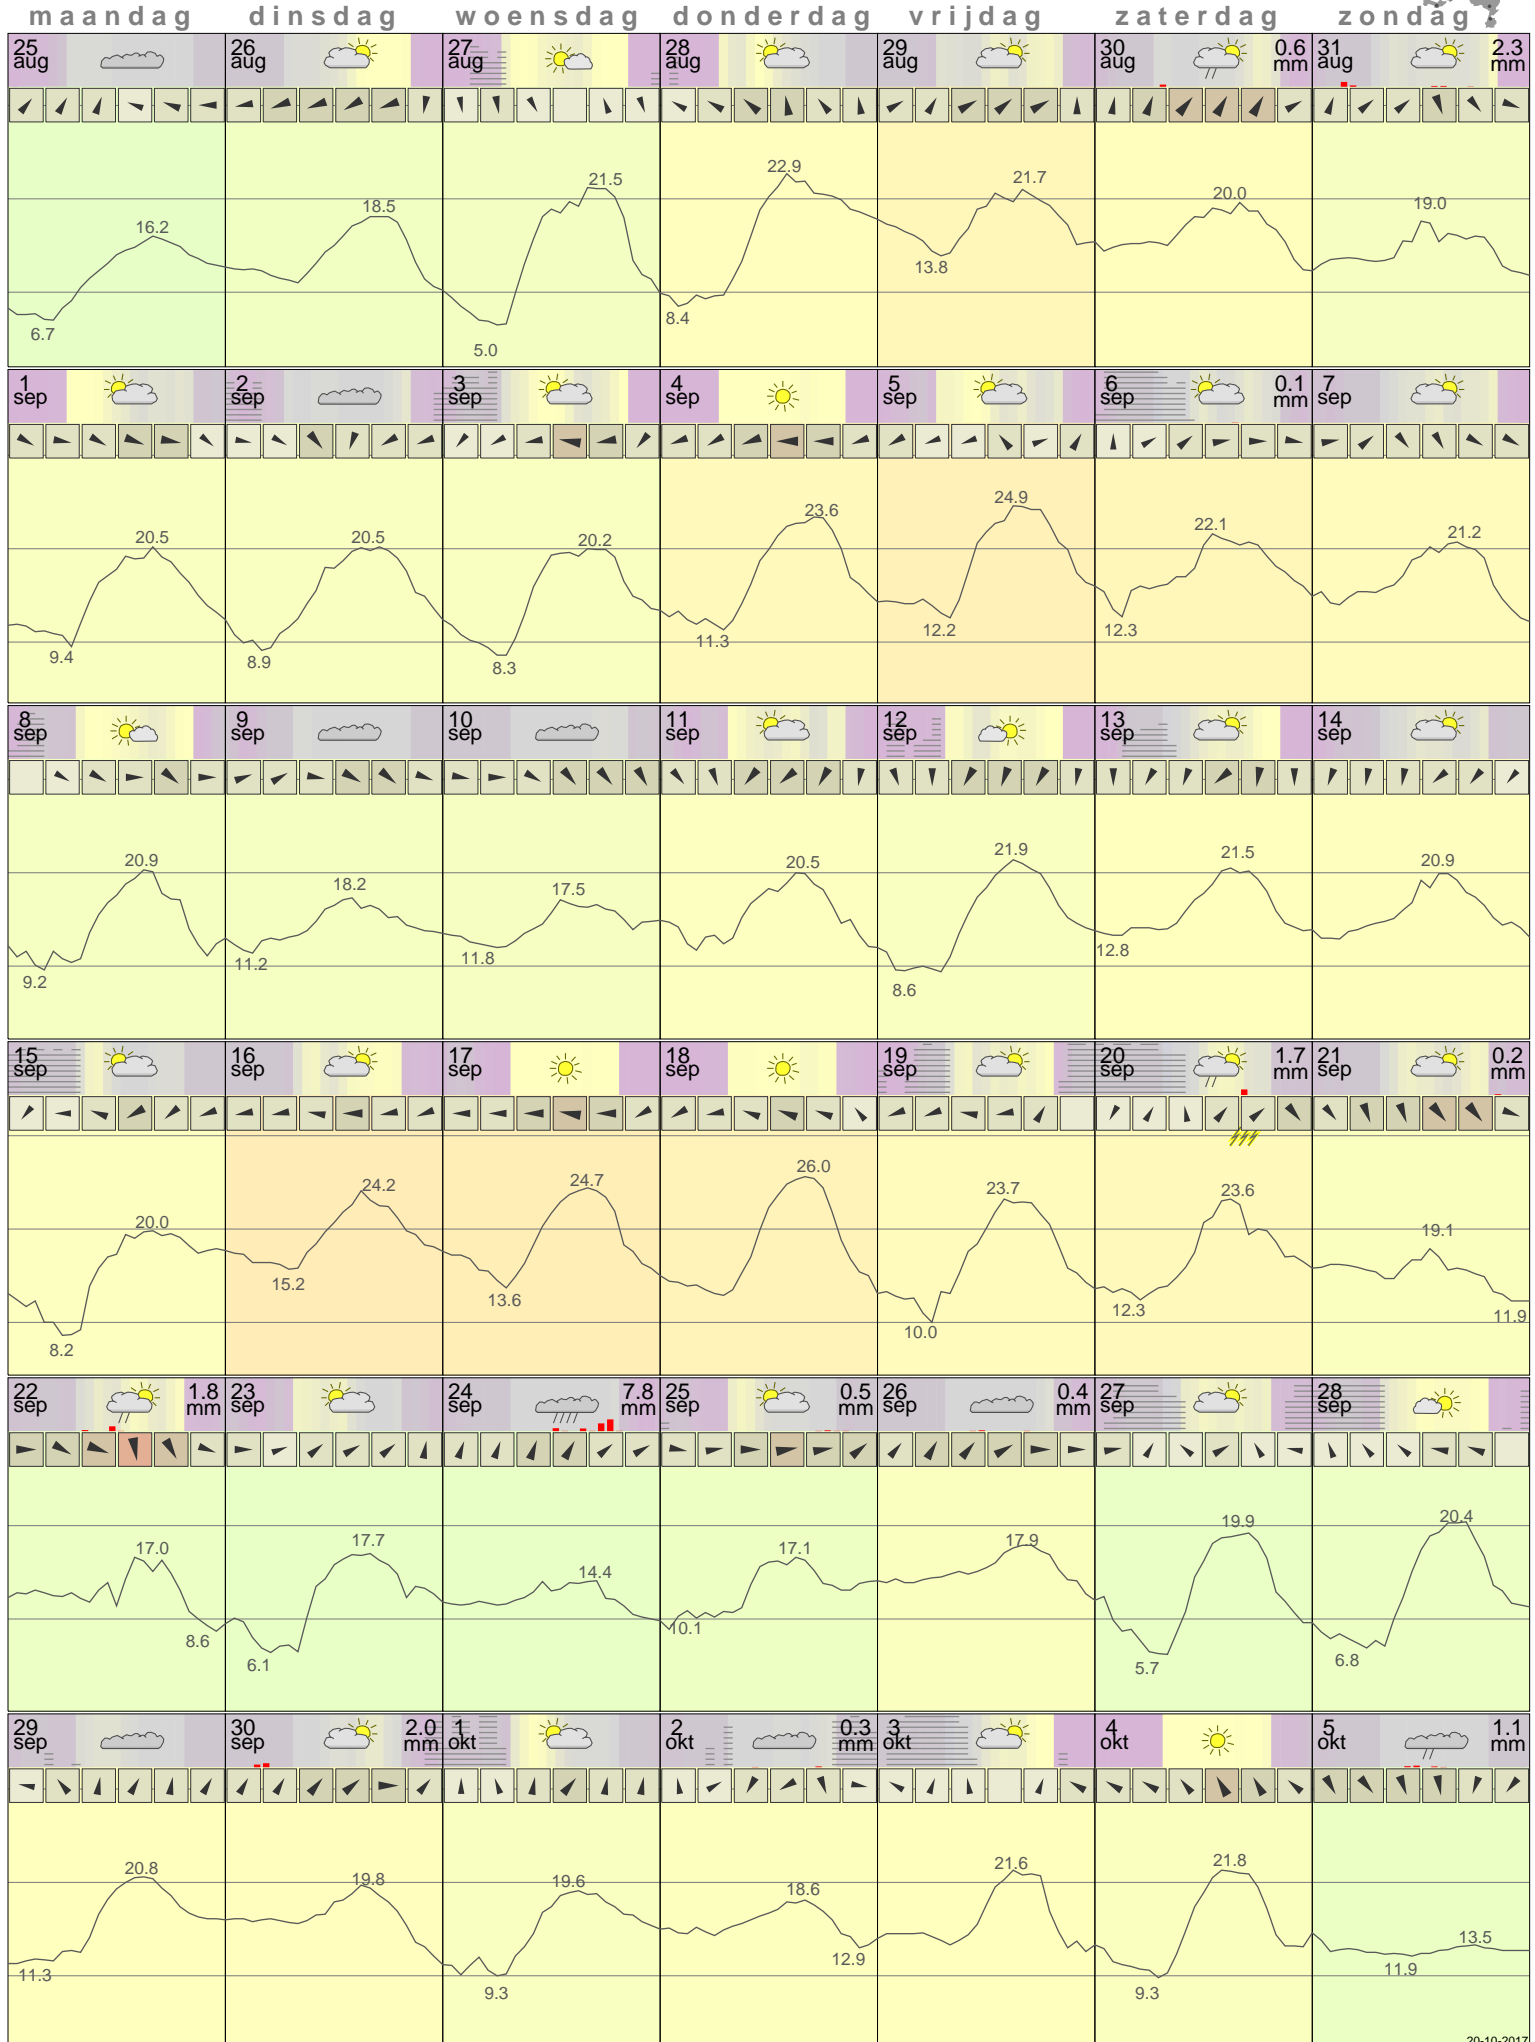 maandag dinsdag woensdag donderdag vrijdag zaterdag zondag
25 aug 26 aug 27 aug 28 aug 29 aug 30 aug 0.6 mm 31 aug 2.3 mm
16.2 18.5 21.5 22.9 21.7 20.0 19.0
6.7 5.0 8.4 13.8
1 sep 2 sep 3 sep 4 sep 5 sep 6 sep 0.1 mm 7 sep
20.5 20.5 20.2 23.6 24.9 22.1 21.2
9.4 8.9 8.3 11.3 12.2 12.3
8 sep 9 sep 10 sep 11 sep 12 sep 13 sep 14 sep
20.9 18.2 17.5 20.5 21.9 21.5 20.9
9.2 11.2 11.8 8.6 12.8
15 sep 16 sep 17 sep 18 sep 19 sep 20 sep 1.7 mm 21 sep 0.2 mm
20.0 24.2 24.7 26.0 23.7 23.6 19.1
8.2 15.2 13.6 10.0 12.3 11.9
22 sep 1.8 mm 23 sep 24 sep 7.8 mm 25 sep 0.5 mm 26 sep 0.4 mm 27 sep 28 sep
17.0 17.7 14.4 17.1 17.9 19.9 20.4
8.6 6.1 10.1 5.7 6.8
29 sep 30 sep 2.0 mm 1 okt 2 okt 0.3 mm 3 okt 4 okt 5 okt 1.1 mm
20.8 19.8 19.6 18.6 21.6 21.8 13.5
11.3 9.3 12.9 9.3 11.9
20-10-2017